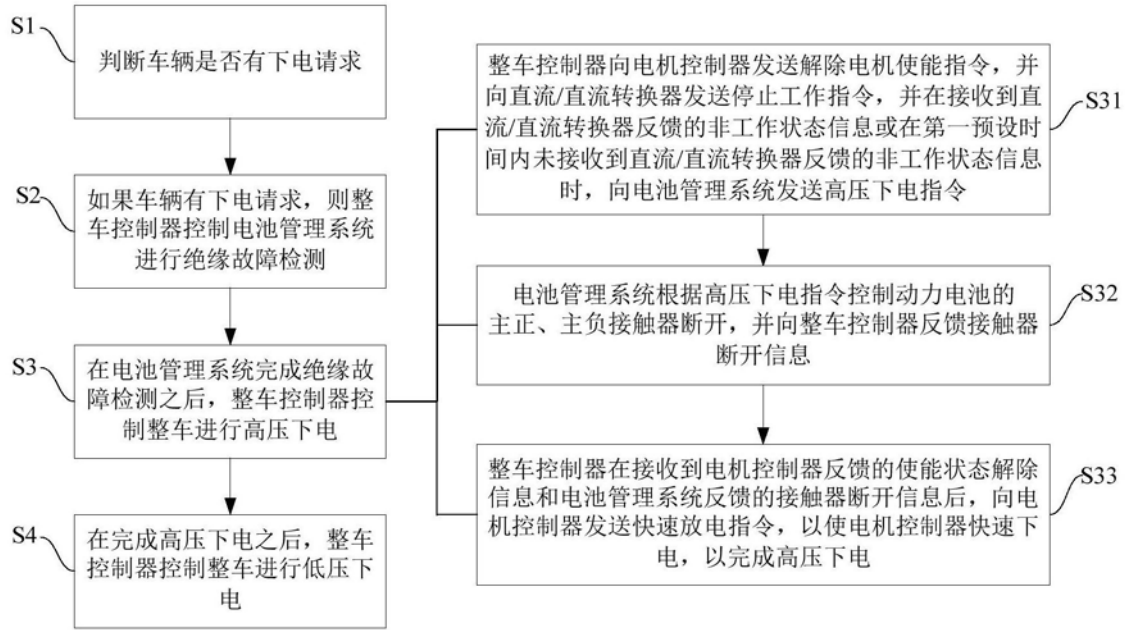 S1
判断车辆是否有下电请求
S2
如果车辆有下电请求，则整
车控制器控制电池管理系统
进行绝缘故障检测
S3
在电池管理系统完成绝缘故
障检测之后，整车控制器控
制整车进行高压下电
S4
在完成高压下电之后，整车
控制器控制整车进行低压下
电
整车控制器向电机控制器发送解除电机使能指令，并
向直流/直流转换器发送停止工作指令，并在接收到直
流/直流转换器反馈的非工作状态信息或在第一预设时
间内未接收到直流/直流转换器反馈的非工作状态信息
时，向电池管理系统发送高压下电指令
S31
电池管理系统根据高压下电指令控制动力电池的
主正、主负接触器断开，并向整车控制器反馈接触器
断开信息
S32
整车控制器在接收到电机控制器反馈的使能状态解除
信息和电池管理系统反馈的接触器断开信息后，向电
机控制器发送快速放电指令，以使电机控制器快速下
电，以完成高压下电
S33